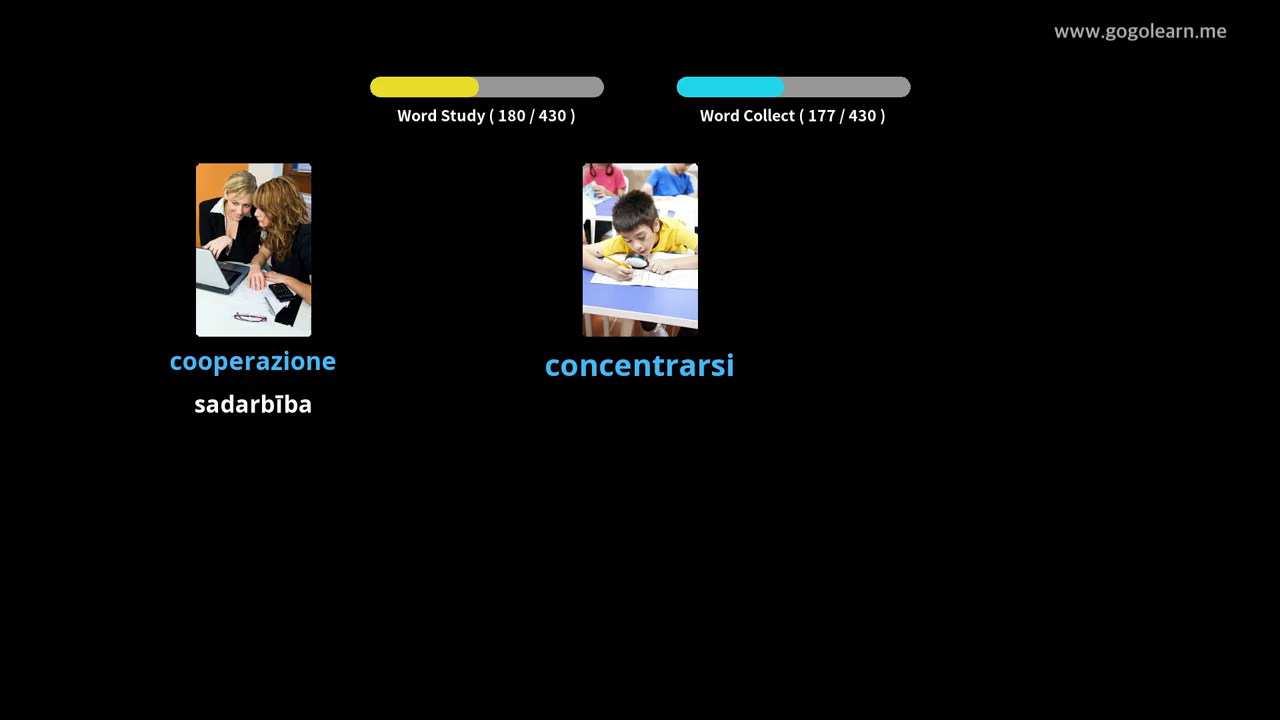 www.gogolearn.me
Word Study ( 180 / 430 )
Word Collect ( 177 / 430 )
cooperazione
sadarbība
concentrarsi